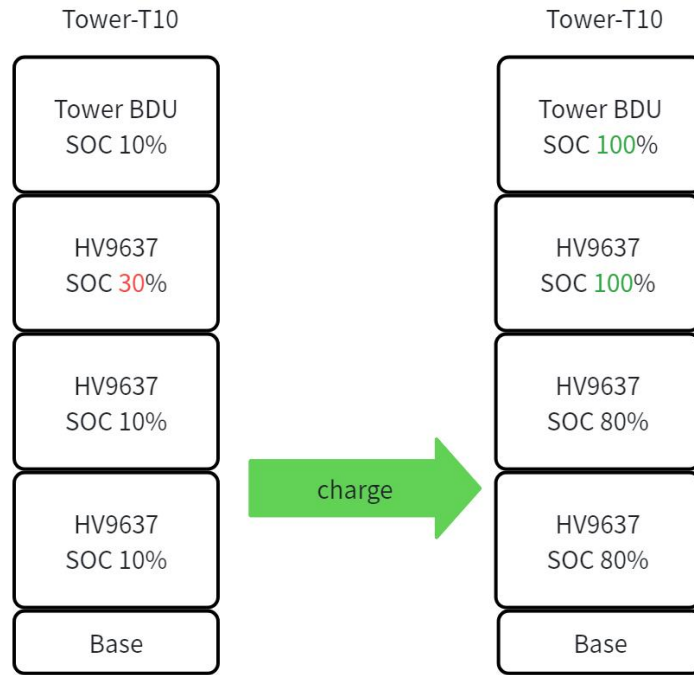 Tower-T10
Tower BDU
SOC 10%
HV9637
SOC 30%
HV9637
SOC 10%
HV9637
SOC 10%
Base
charge
Tower-T10
Tower BDU
SOC 100%
HV9637
SOC 100%
HV9637
SOC 80%
HV9637
SOC 80%
Base